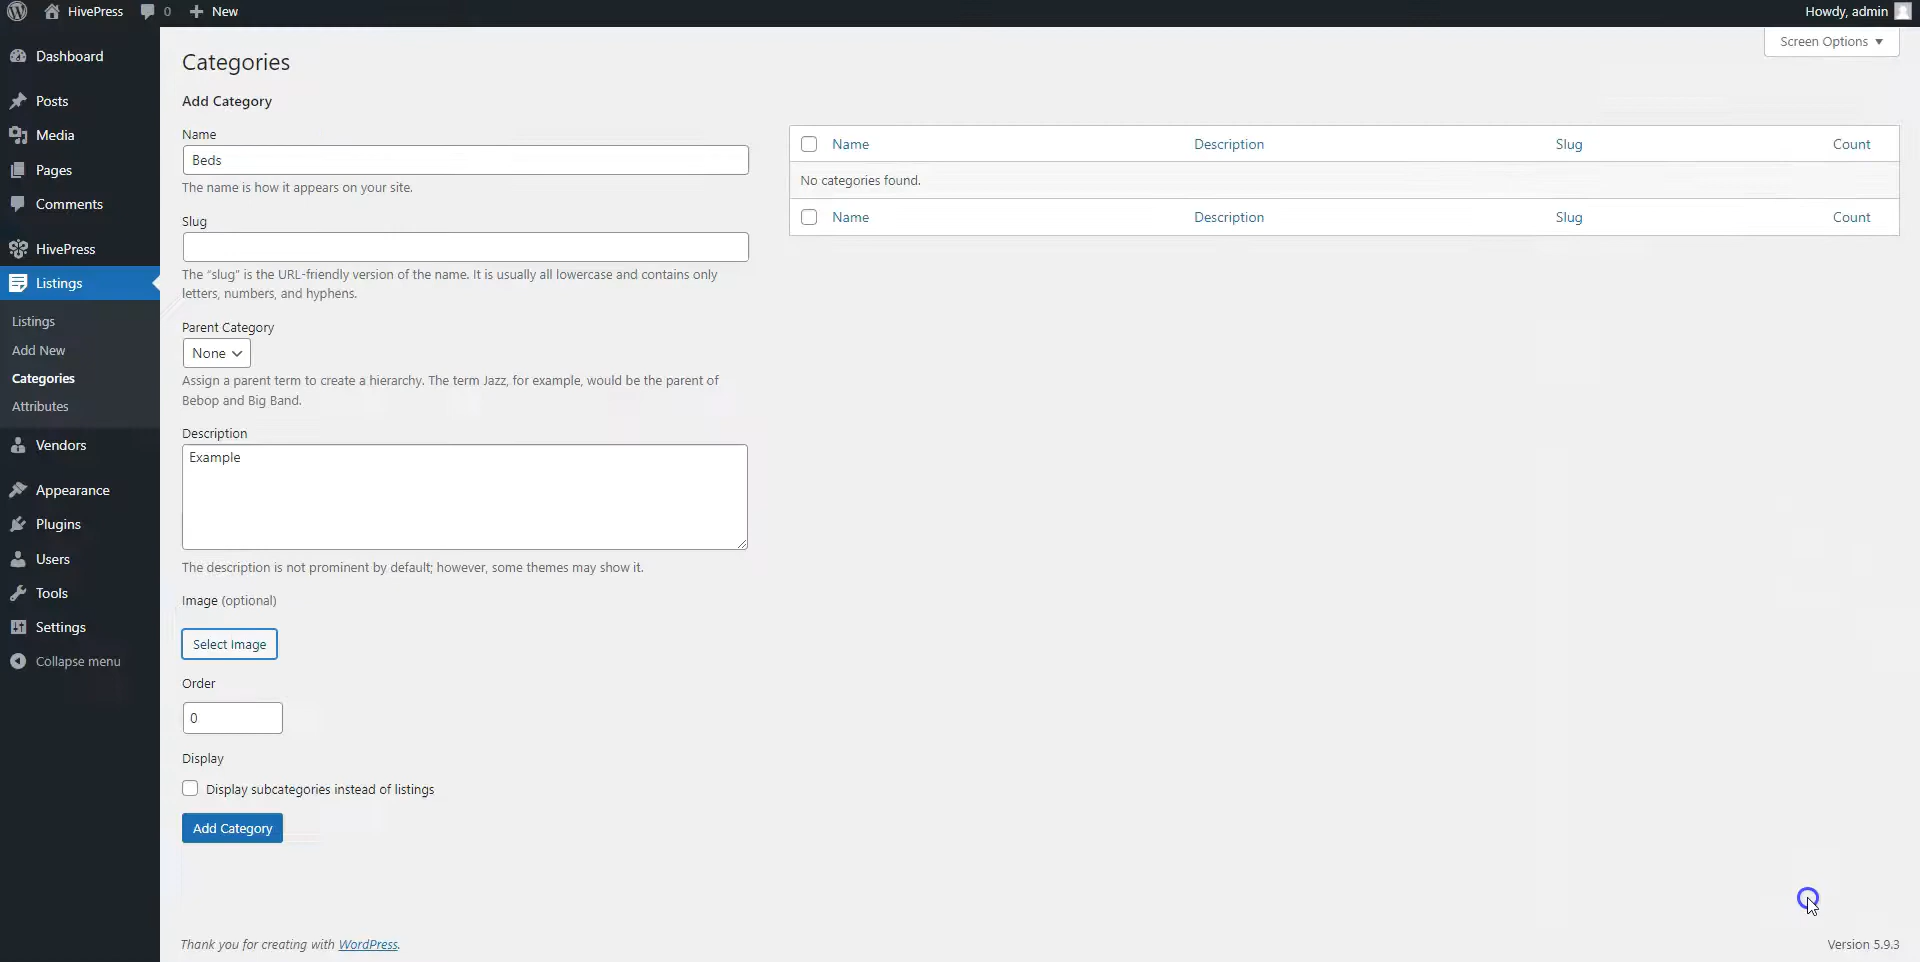 HivePress
0
New
Howdy, admin
Screen Options
Dashboard
Posts
Media
Pages
Comments
HivePress
Listings
Listings
Add New
Categories
Attributes
Vendors
Appearance
Plugins
Users
Tools
Settings
Collapse menu
Categories
Add Category
Name
Beds
The name is how it appears on your site.
Slug
The “slug” is the URL-friendly version of the name. It is usually all lowercase and contains only
letters, numbers, and hyphens.
Parent Category
None
Assign a parent term to create a hierarchy. The term Jazz, for example, would be the parent of
Bebop and Big Band.
Description
Example
The description is not prominent by default; however, some themes may show it.
Image (optional)
Select Image
Order
0
Display
Display subcategories instead of listings
Add Category
Name Description Slug Count
No categories found.
Name Description Slug Count
Thank you for creating with WordPress.
Version 5.9.3